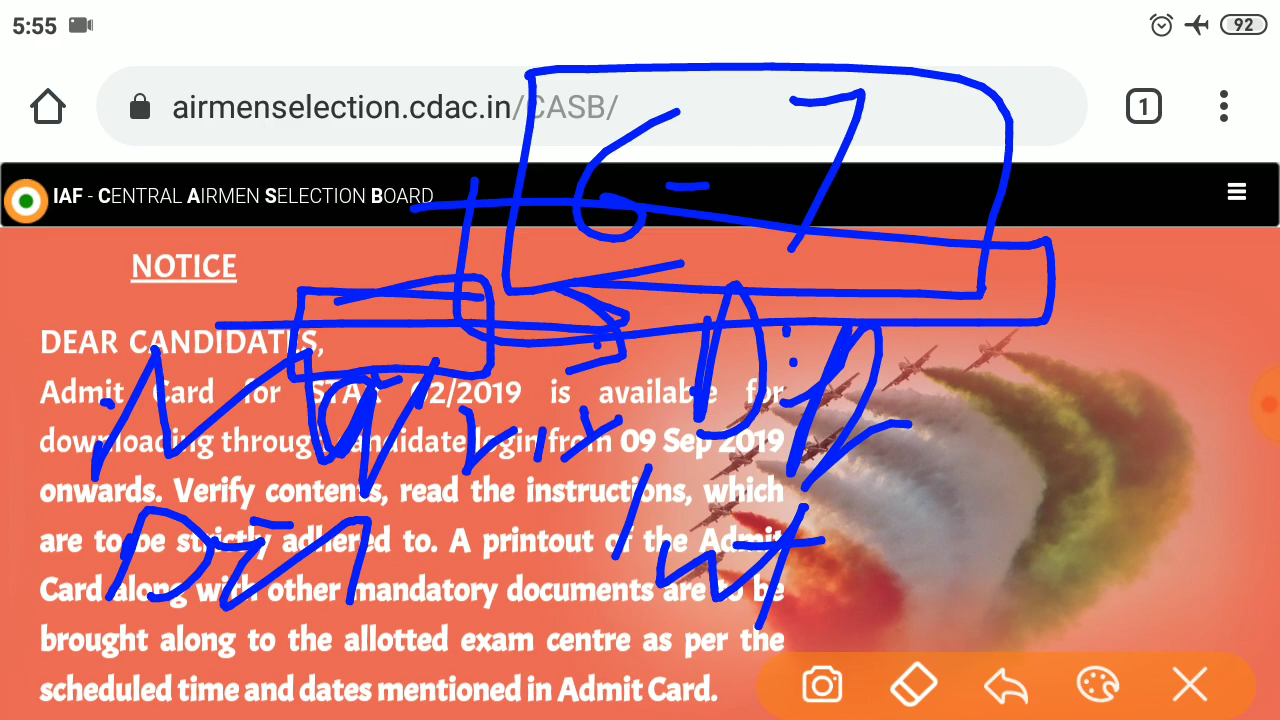 5:55 92
airmenselection.cdac.in/CASB/ 1
6-7
IAF - CENTRAL AIRMEN SELECTION BOARD
NOTICE
DEAR CANDIDATES,
Admit Card for STAR 02/2019 is available for
downloading through candidate login from 09 Sep 2019
onwards. Verify contents, read the instructions, which
are to be strictly adhered to. A printout of the Admit
Card along with other mandatory documents are to be
brought along to the allotted exam centre as per the
scheduled time and dates mentioned in Admit Card.